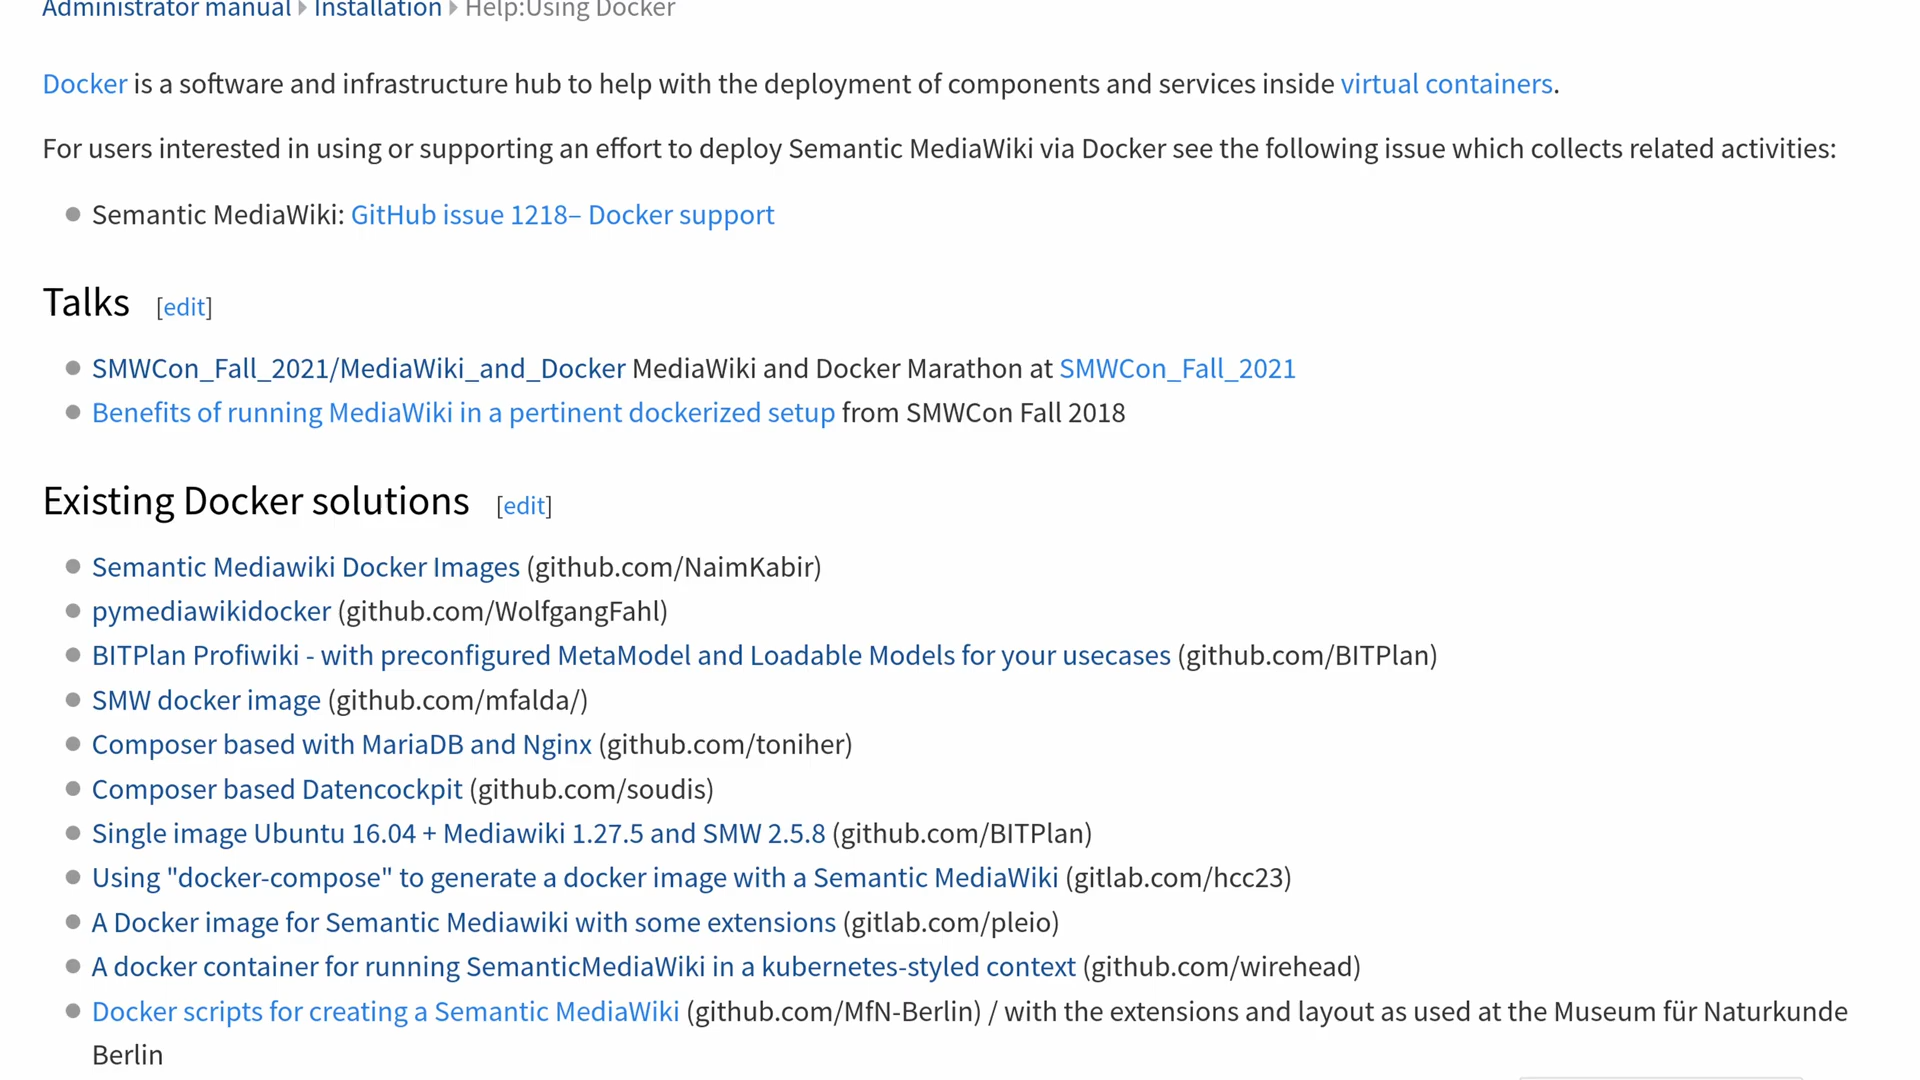 Administrator manual ▸ Installation ▸ Help:Using Docker
Docker is a software and infrastructure hub to help with the deployment of components and services inside virtual containers.
For users interested in using or supporting an effort to deploy Semantic MediaWiki via Docker see the following issue which collects related activities:
Semantic MediaWiki: GitHub issue 1218– Docker support
Talks [edit]
SMWCon_Fall_2021/MediaWiki_and_Docker MediaWiki and Docker Marathon at SMWCon_Fall_2021
Benefits of running MediaWiki in a pertinent dockerized setup from SMWCon Fall 2018
Existing Docker solutions [edit]
Semantic Mediawiki Docker Images (github.com/NaimKabir)
pymediawikidocker (github.com/WolfgangFahl)
BITPlan Profiwiki - with preconfigured MetaModel and Loadable Models for your usecases (github.com/BITPlan)
SMW docker image (github.com/mfalda/)
Composer based with MariaDB and Nginx (github.com/toniher)
Composer based Datencockpit (github.com/soudis)
Single image Ubuntu 16.04 + Mediawiki 1.27.5 and SMW 2.5.8 (github.com/BITPlan)
Using "docker-compose" to generate a docker image with a Semantic MediaWiki (gitlab.com/hcc23)
A Docker image for Semantic Mediawiki with some extensions (gitlab.com/pleio)
A docker container for running SemanticMediaWiki in a kubernetes-styled context (github.com/wirehead)
Docker scripts for creating a Semantic MediaWiki (github.com/MfN-Berlin) / with the extensions and layout as used at the Museum für Naturkunde
Berlin